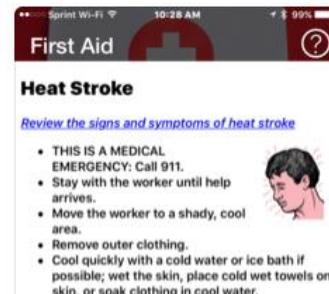 Sprint Wi-Fi 10:28 AM 99%
First Aid ?
Heat Stroke
Review the signs and symptoms of heat stroke
• THIS IS A MEDICAL
EMERGENCY: Call 911.
• Stay with the worker until help
arrives.
• Move the worker to a shady, cool
area.
• Remove outer clothing.
• Cool quickly with a cold water or ice bath if
possible; wet the skin, place cold wet towels on
skin, or soak clothing in cool water.